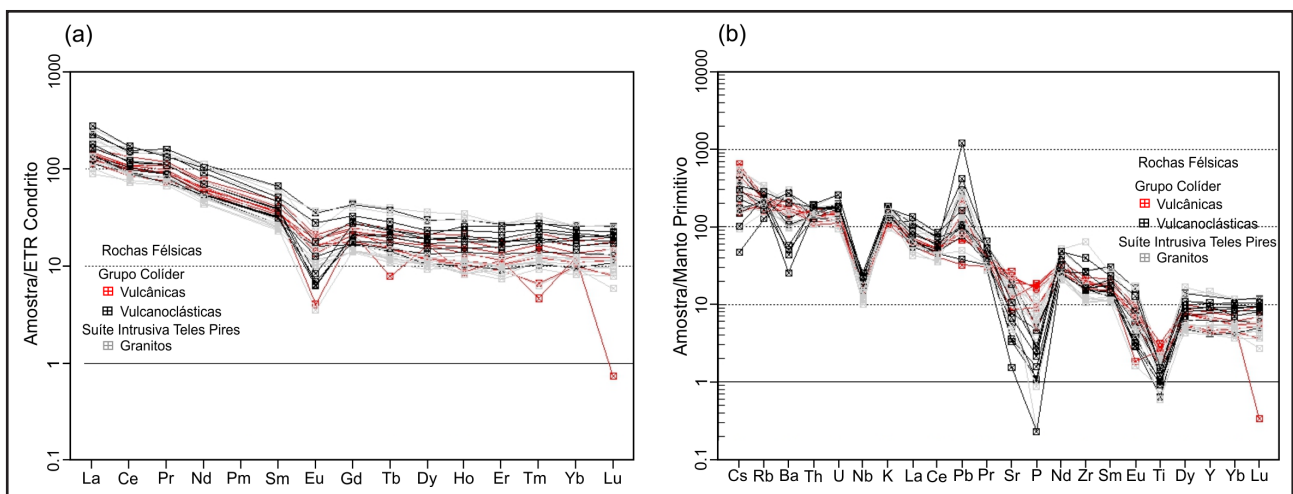 (a)
1000
100
10
1
0.1
Amostra/ETR Condrito
Rochas Félsicas
Grupo Colíder
Vulcânicas
Vulcanoclásticas
Suíte Intrusiva Teles Pires
Granitos
La Ce Pr Nd Pm Sm Eu Gd Tb Dy Ho Er Tm Yb Lu
(b)
10000
1000
100
10
1
0.1
Amostra/Manto Primitivo
Rochas Félsicas
Grupo Colíder
Vulcânicas
Vulcanoclásticas
Suíte Intrusiva Teles Pires
Granitos
Cs Rb Ba Th U Nb K La Ce Pb Pr Sr P Nd Zr Sm Eu Ti Dy Y Yb Lu